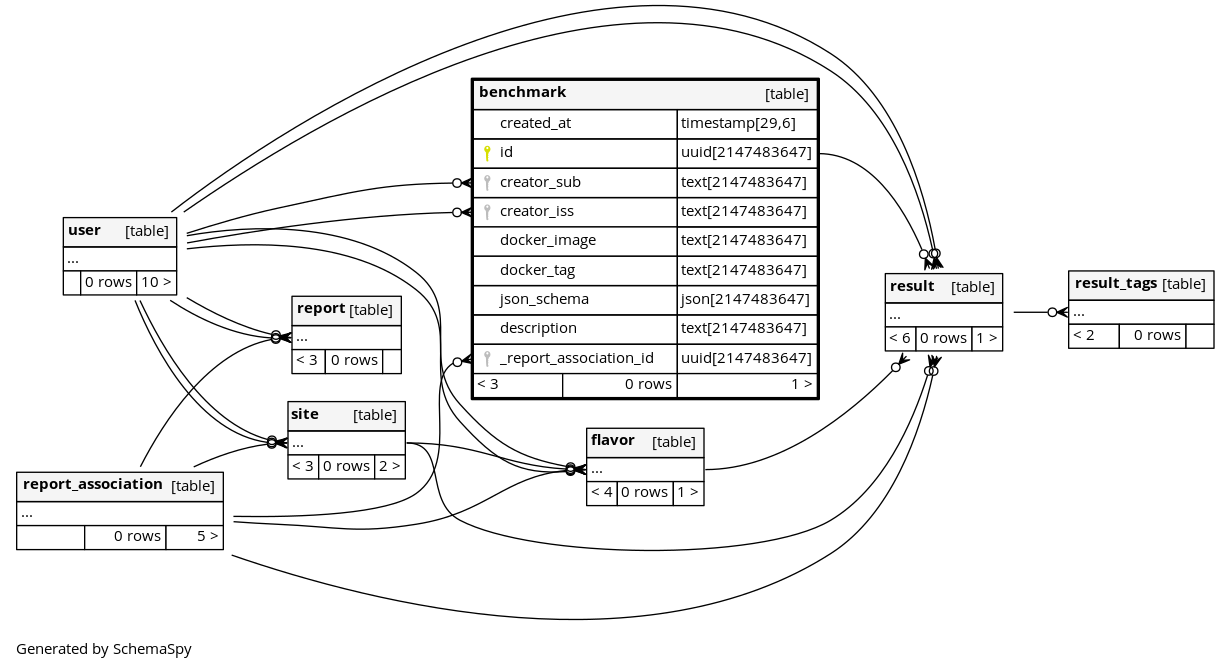 benchmark [table]
created_at timestamp[29,6]
id uuid[2147483647]
creator_sub text[2147483647]
creator_iss text[2147483647]
docker_image text[2147483647]
docker_tag text[2147483647]
json_schema json[2147483647]
description text[2147483647]
_report_association_id uuid[2147483647]
< 3 0 rows 1 >
user [table]
...
0 rows 10 >
report [table]
...
< 3 0 rows
site [table]
...
< 3 0 rows 2 >
report_association [table]
...
0 rows 5 >
flavor [table]
...
< 4 0 rows 1 >
result [table]
...
< 6 0 rows 1 >
result_tags [table]
...
< 2 0 rows
Generated by SchemaSpy